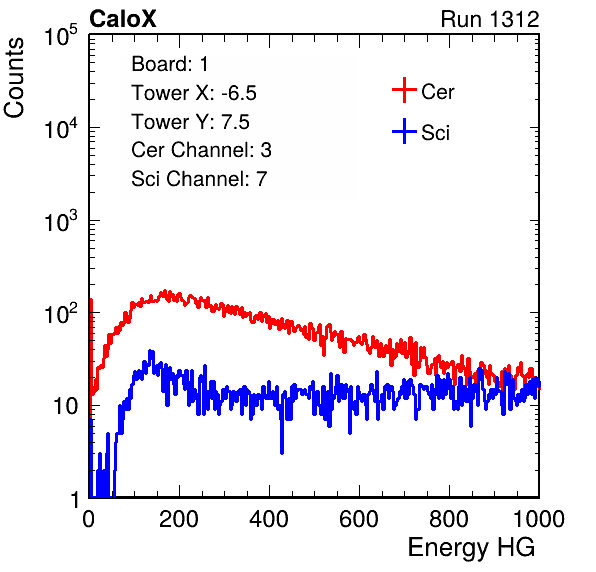 CaloX Run 1312
Counts
10^5
10^4
10^3
10^2
10
1
Board: 1
Tower X: -6.5
Tower Y: 7.5
Cer Channel: 3
Sci Channel: 7
Cer
Sci
0 200 400 600 800 1000
Energy HG